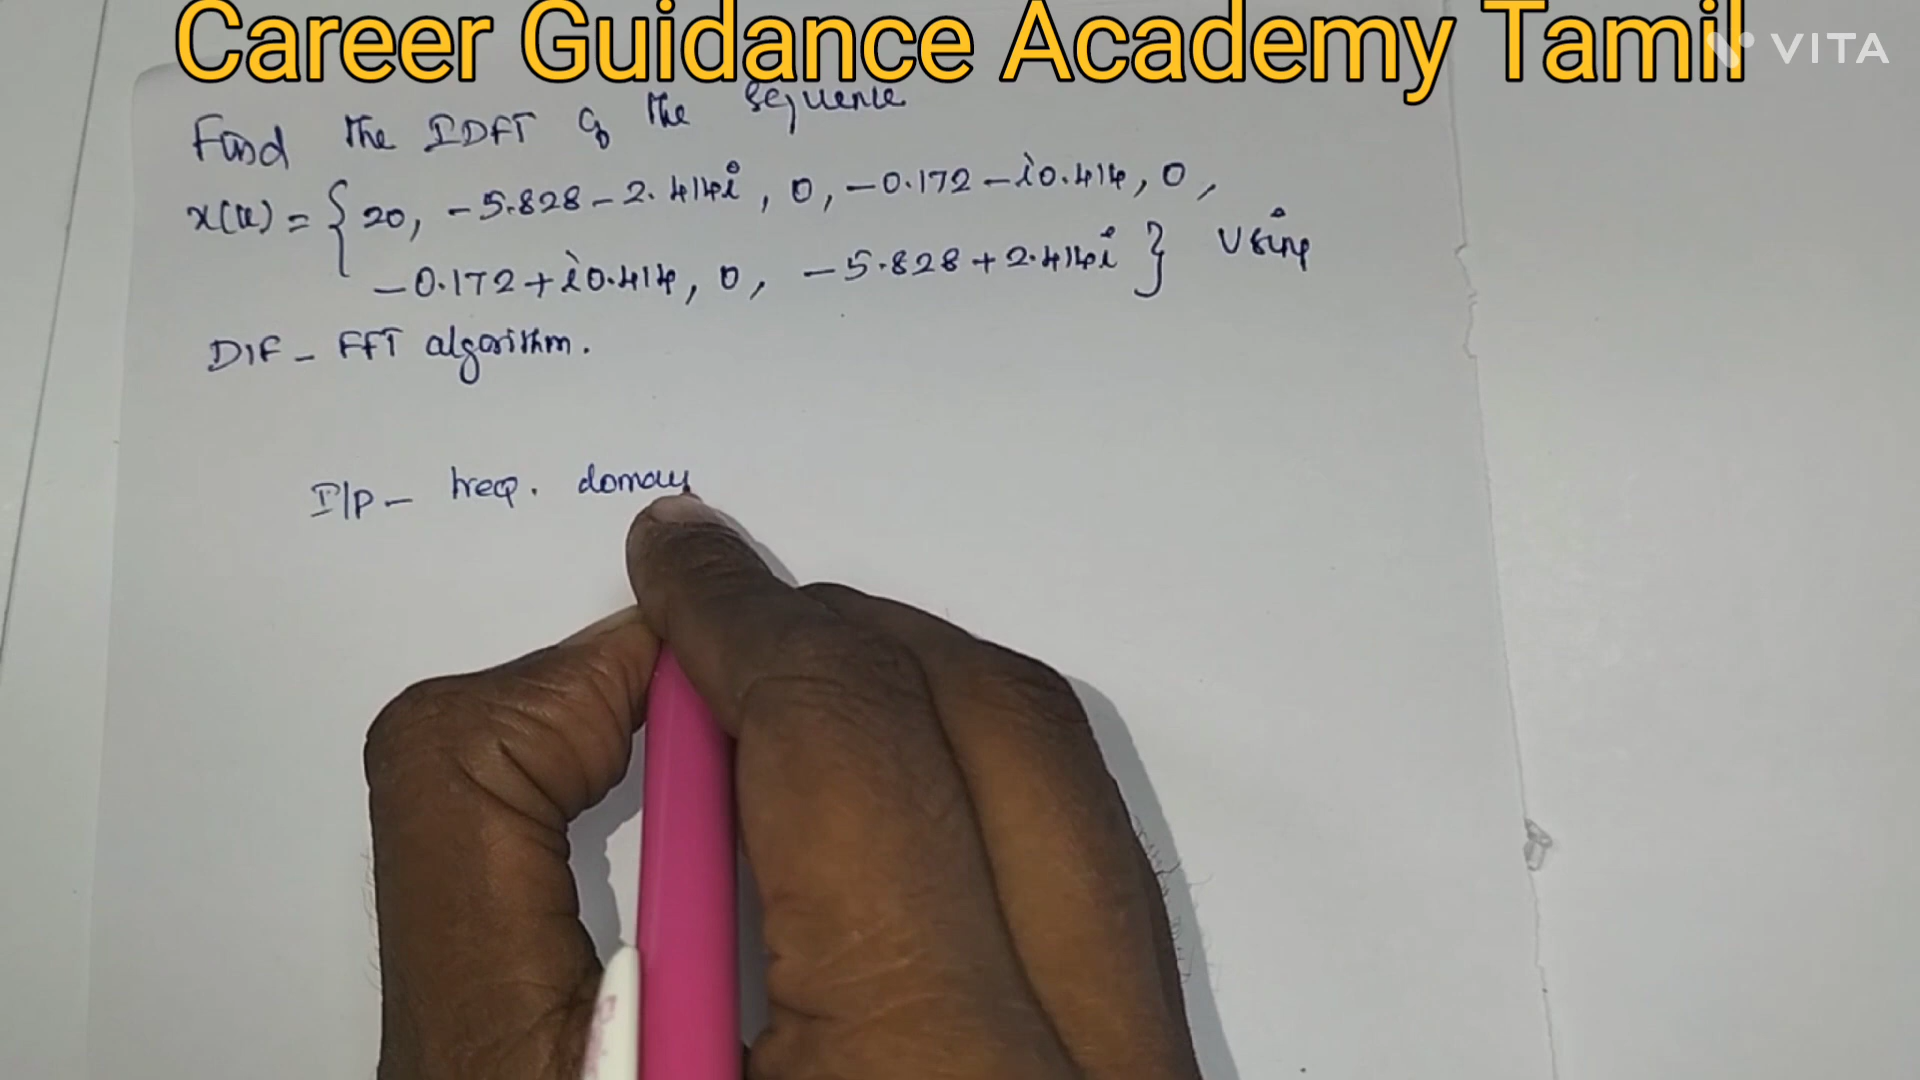 Career Guidance Academy Tamil
VITA
Find the IDFT of the sequence
x(k) = { 20, -5.828 - 2.414i, 0, -0.172 - i0.414, 0,
-0.172 + i0.414, 0, -5.828 + 2.414i } Using
DIF - FFT algorithm.
I/P - freq. domain